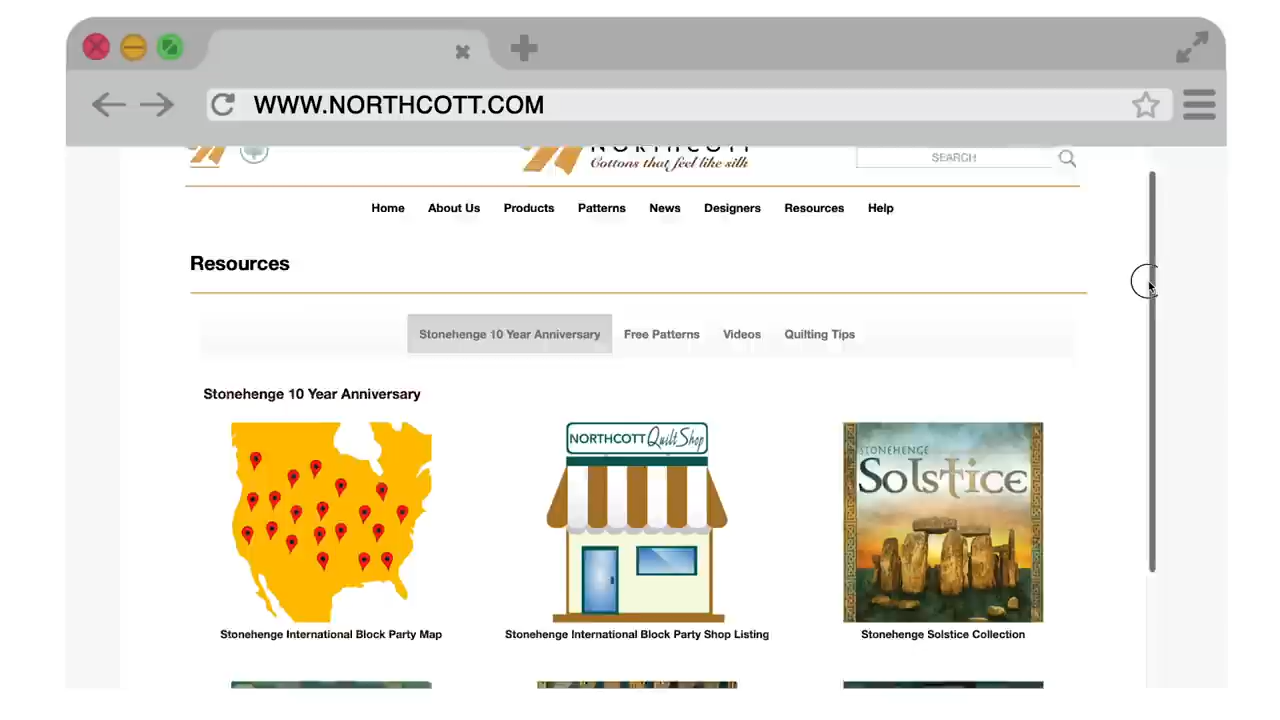 WWW.NORTHCOTT.COM
NORTHCOTT
Cottons that feel like silk
SEARCH
Home About Us Products Patterns News Designers Resources Help
Resources
Stonehenge 10 Year Anniversary Free Patterns Videos Quilting Tips
Stonehenge 10 Year Anniversary
NORTHCOTT Quilt Shop
STONEHENGE
Solstice
Stonehenge International Block Party Map
Stonehenge International Block Party Shop Listing
Stonehenge Solstice Collection